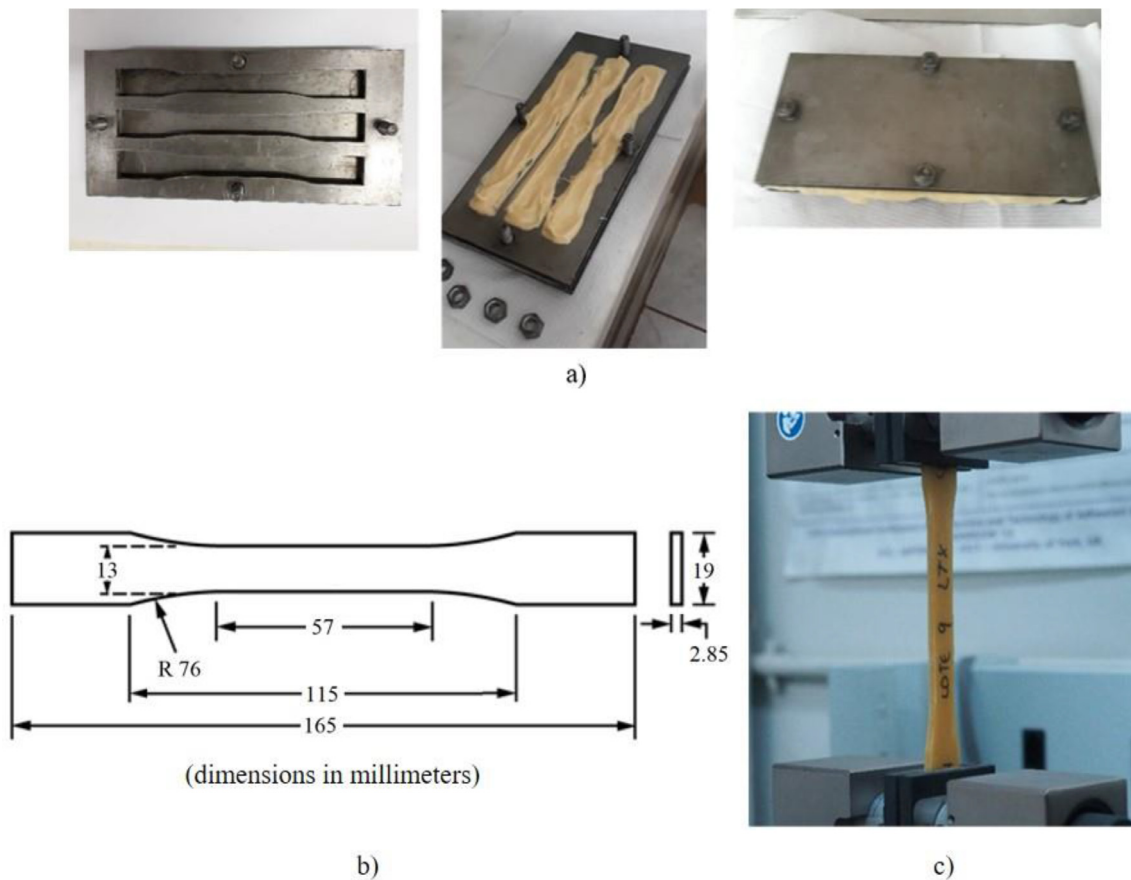 a)
13
57
19
R 76
2.85
115
165
(dimensions in millimeters)
LOTE 9 LTX
b)
c)